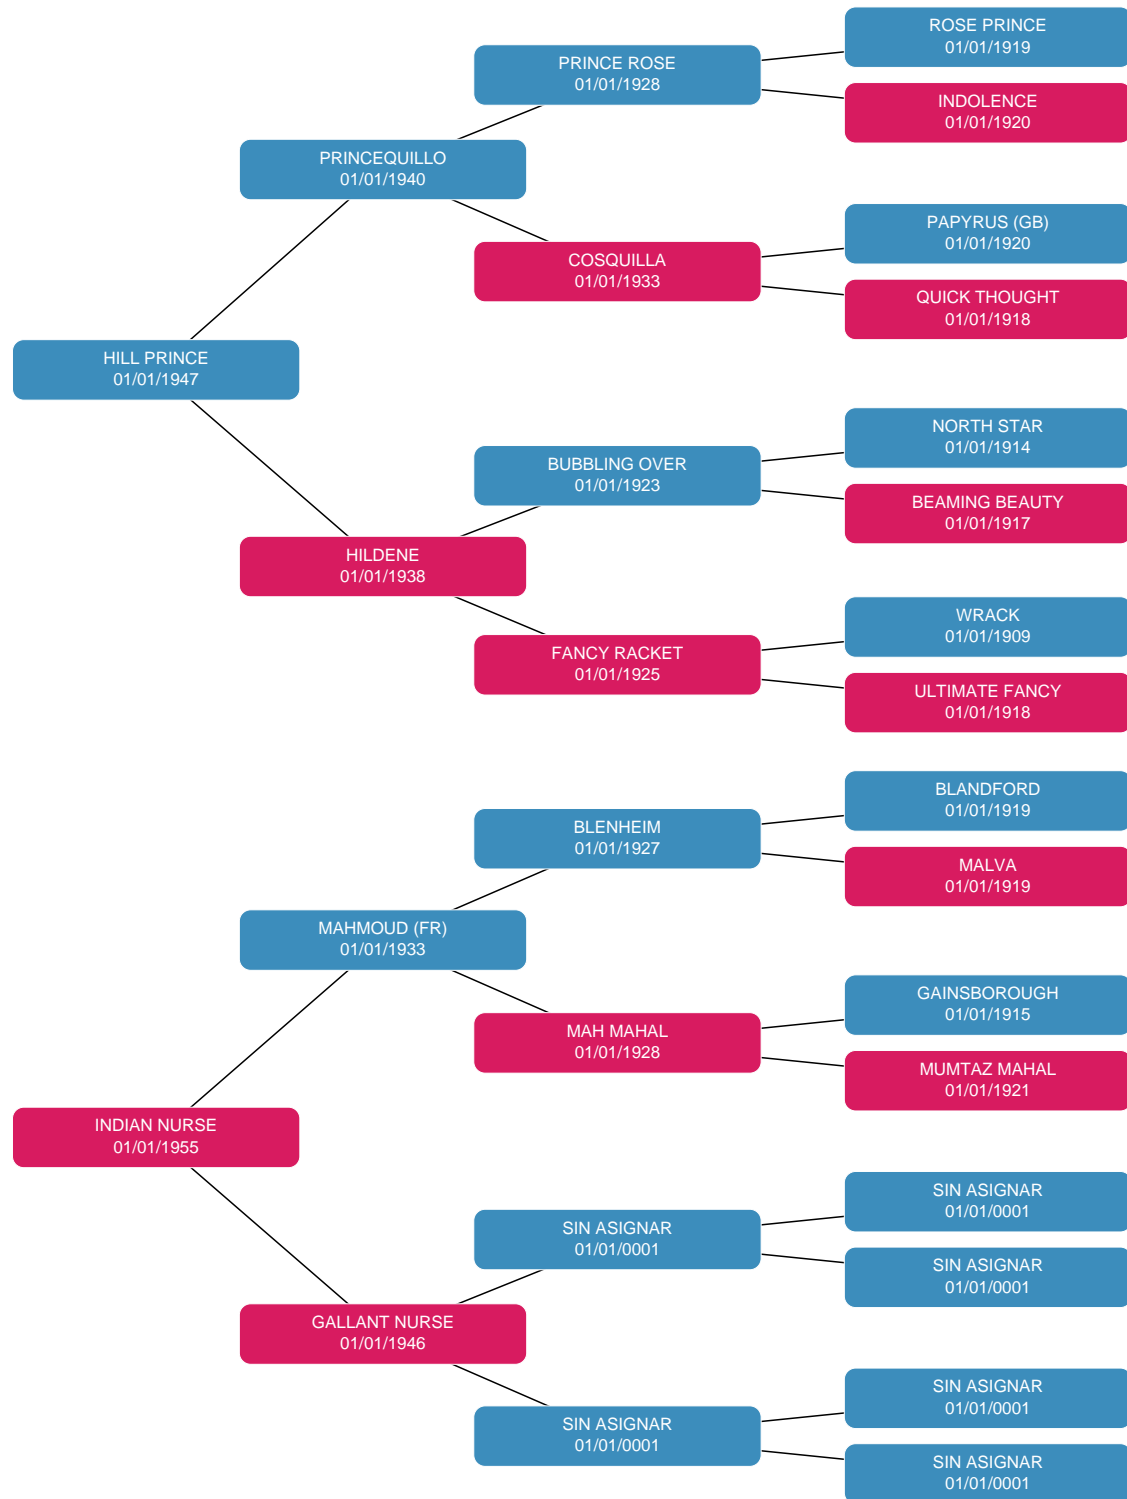 ROSE PRINCE
01/01/1919
PRINCE ROSE
01/01/1928
INDOLENCE
01/01/1920
PRINCEQUILLO
01/01/1940
PAPYRUS (GB)
01/01/1920
COSQUILLA
01/01/1933
QUICK THOUGHT
01/01/1918
HILL PRINCE
01/01/1947
NORTH STAR
01/01/1914
BUBBLING OVER
01/01/1923
BEAMING BEAUTY
01/01/1917
HILDENE
01/01/1938
WRACK
01/01/1909
FANCY RACKET
01/01/1925
ULTIMATE FANCY
01/01/1918
BLANDFORD
01/01/1919
BLENHEIM
01/01/1927
MALVA
01/01/1919
MAHMOUD (FR)
01/01/1933
GAINSBOROUGH
01/01/1915
MAH MAHAL
01/01/1928
MUMTAZ MAHAL
01/01/1921
INDIAN NURSE
01/01/1955
SIN ASIGNAR
01/01/0001
SIN ASIGNAR
01/01/0001
SIN ASIGNAR
01/01/0001
GALLANT NURSE
01/01/1946
SIN ASIGNAR
01/01/0001
SIN ASIGNAR
01/01/0001
SIN ASIGNAR
01/01/0001